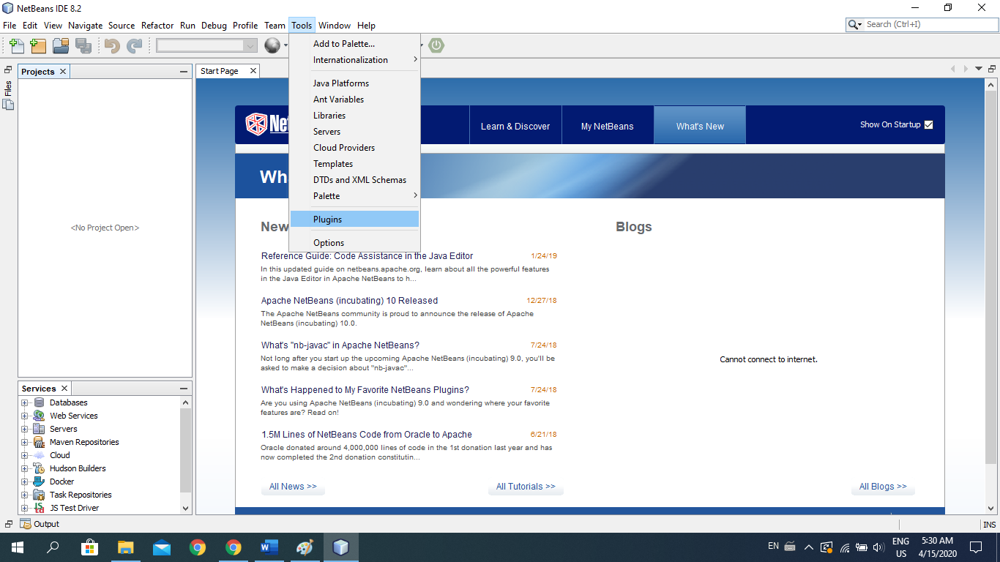 NetBeans IDE 8.2
File Edit View Navigate Source Refactor Run Debug Profile Team Tools Window Help
Search (Ctrl+I)
Add to Palette...
Internationalization
Java Platforms
Ant Variables
Libraries
Servers
Cloud Providers
Templates
DTDs and XML Schemas
Palette
Plugins
Options
Files
Projects
<No Project Open>
Start Page
Net
Learn & Discover
My NetBeans
What's New
Show On Startup
Wh
New
Blogs
Reference Guide: Code Assistance in the Java Editor 1/24/19
In this updated guide on netbeans.apache.org, learn about all the powerful features
in the Java Editor in Apache NetBeans to h...
Apache NetBeans (incubating) 10 Released 12/27/18
The Apache NetBeans community is proud to announce the release of Apache
NetBeans (incubating) 10.0.
What's "nb-javac" in Apache NetBeans? 7/24/18
Not long after you start up the upcoming Apache NetBeans (incubating) 9.0, you'll be
asked to make a decision about "nb-javac"...
What's Happened to My Favorite NetBeans Plugins? 7/24/18
Are you using Apache NetBeans (incubating) 9.0 and wondering where your favorite
features are? Read on!
1.5M Lines of NetBeans Code from Oracle to Apache 6/21/18
Oracle donated around 4,000,000 lines of code in the 1st donation last year and has
now completed the 2nd donation constitutin...
Cannot connect to internet.
All News >>
All Tutorials >>
All Blogs >>
Services
Databases
Web Services
Servers
Maven Repositories
Cloud
Hudson Builders
Docker
Task Repositories
JS Test Driver
Output
INS
EN
ENG
US
5:30 AM
4/15/2020